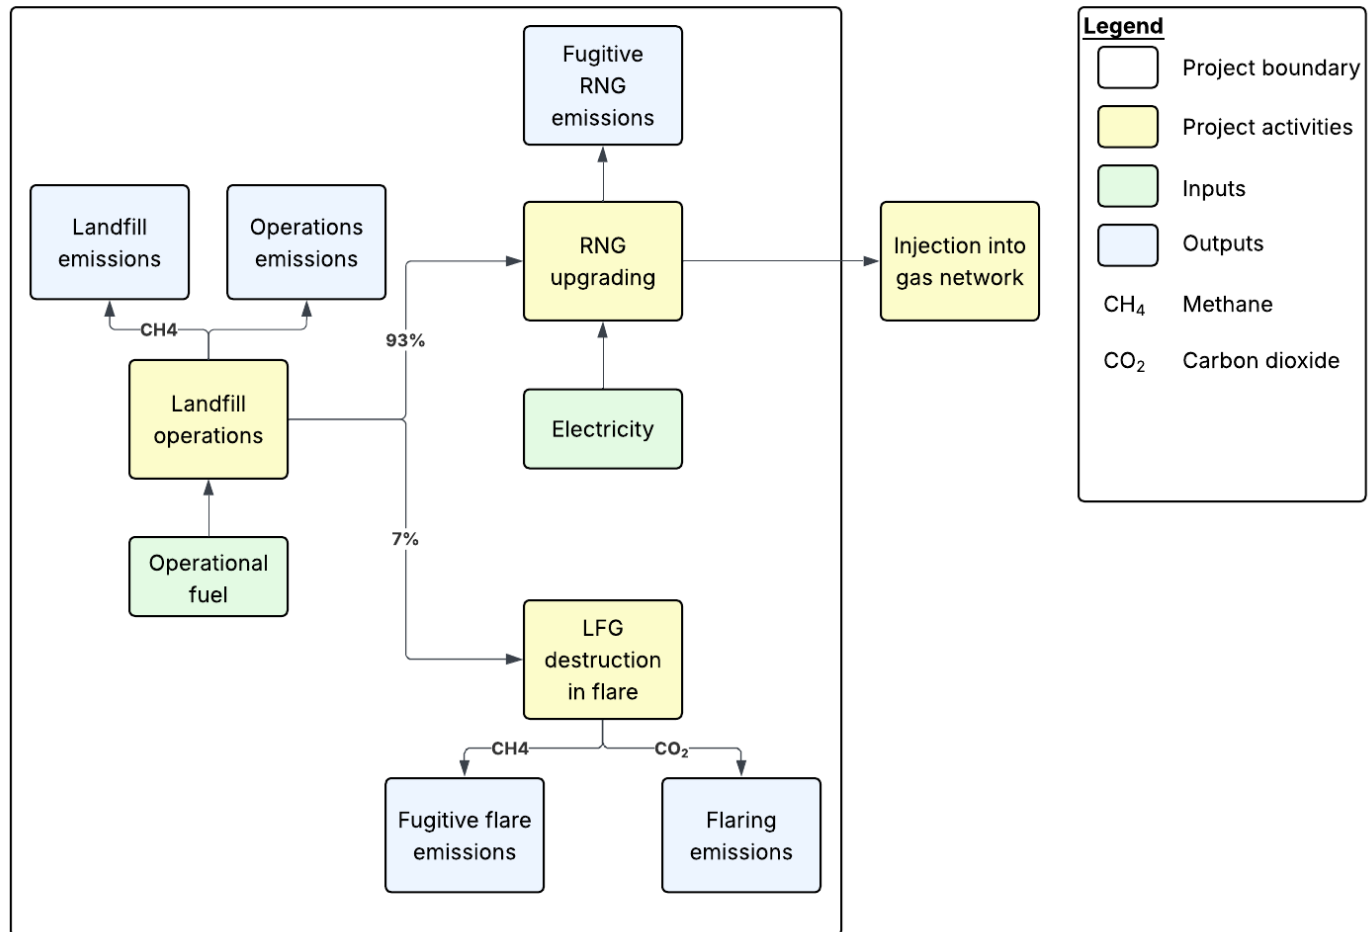 Fugitive
RNG
emissions
Landfill
emissions
Operations
emissions
CH4
RNG
upgrading
Injection into
gas network
93%
Landfill
operations
Electricity
7%
Operational
fuel
LFG
destruction
in flare
CH4
CO₂
Fugitive flare
emissions
Flaring
emissions
Legend
Project boundary
Project activities
Inputs
Outputs
CH₄ Methane
CO₂ Carbon dioxide